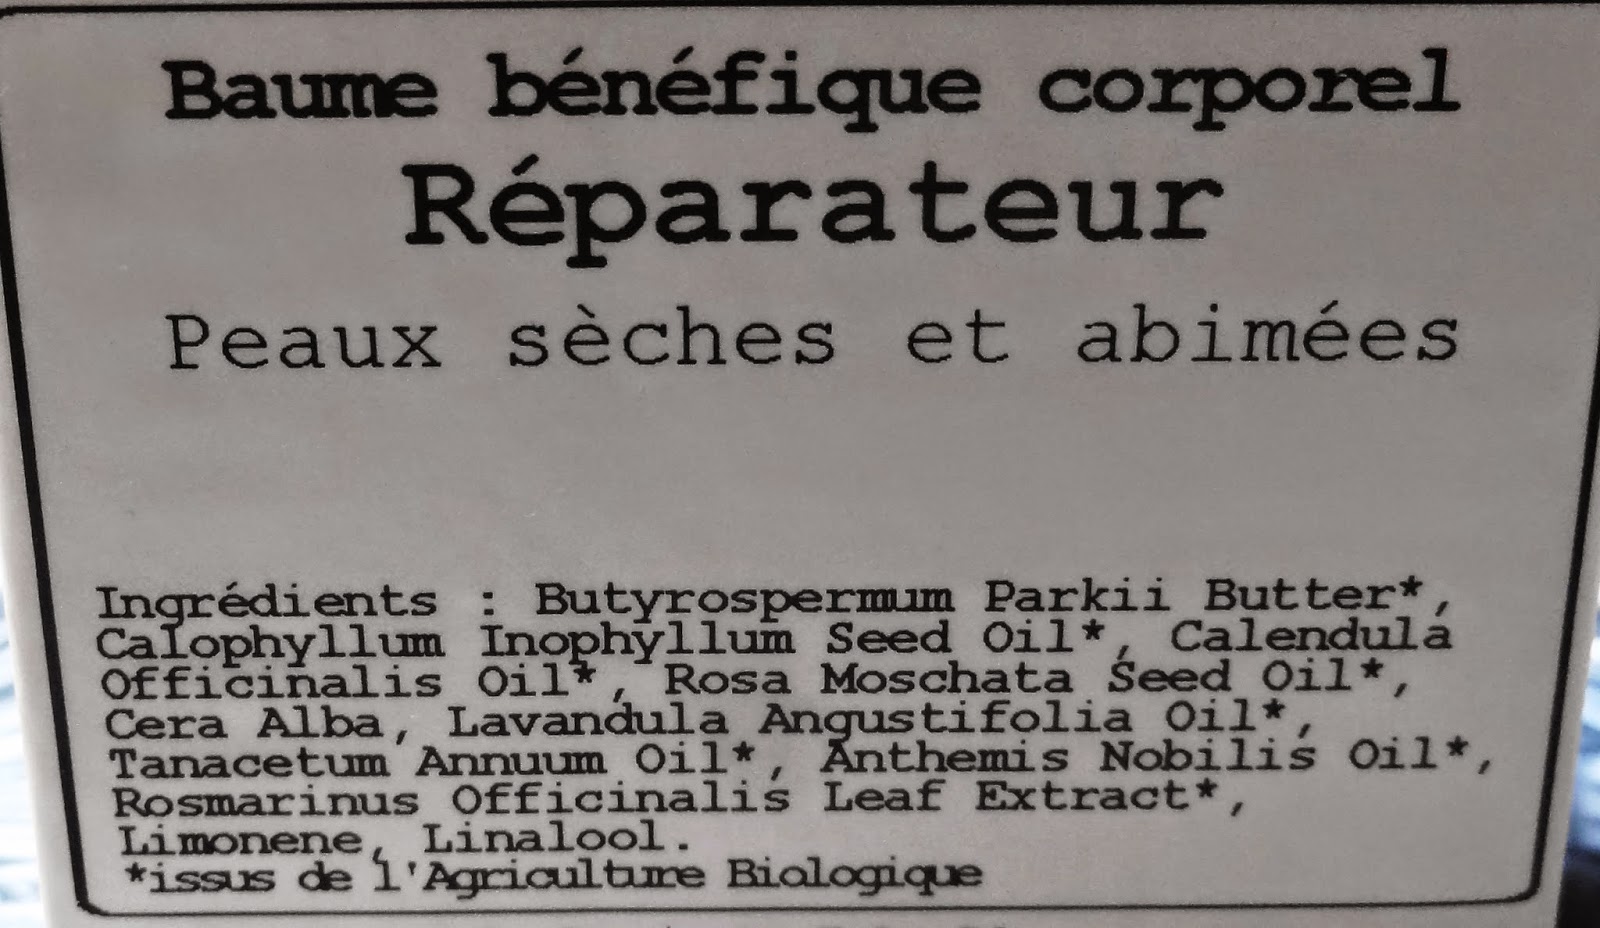 Baume bénéfique corporel
Réparateur
Peaux sèches et abimées
Ingrédients : Butyrospermum Parkii Butter*,
Calophyllum Inophyllum Seed Oil*, Calendula
Officinalis Oil*, Rosa Moschata Seed Oil*,
Cera Alba, Lavandula Angustifolia Oil*,
Tanacetum Annuum Oil*, Anthemis Nobilis Oil*,
Rosmarinus Officinalis Leaf Extract*,
Limonene, Linalool.
*issus de l'Agriculture Biologique